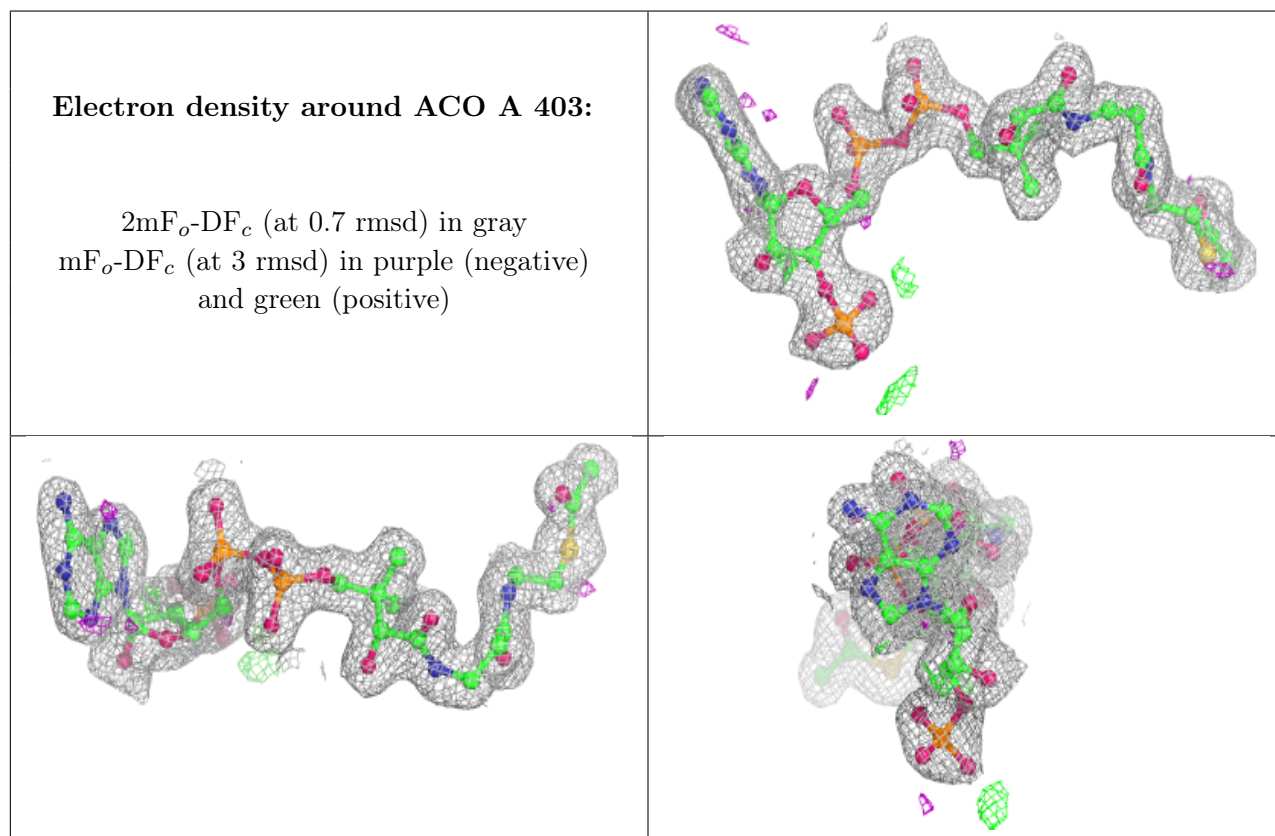 Electron density around ACO A 403:
2mFo-DFc (at 0.7 rmsd) in gray
mFo-DFc (at 3 rmsd) in purple (negative)
and green (positive)